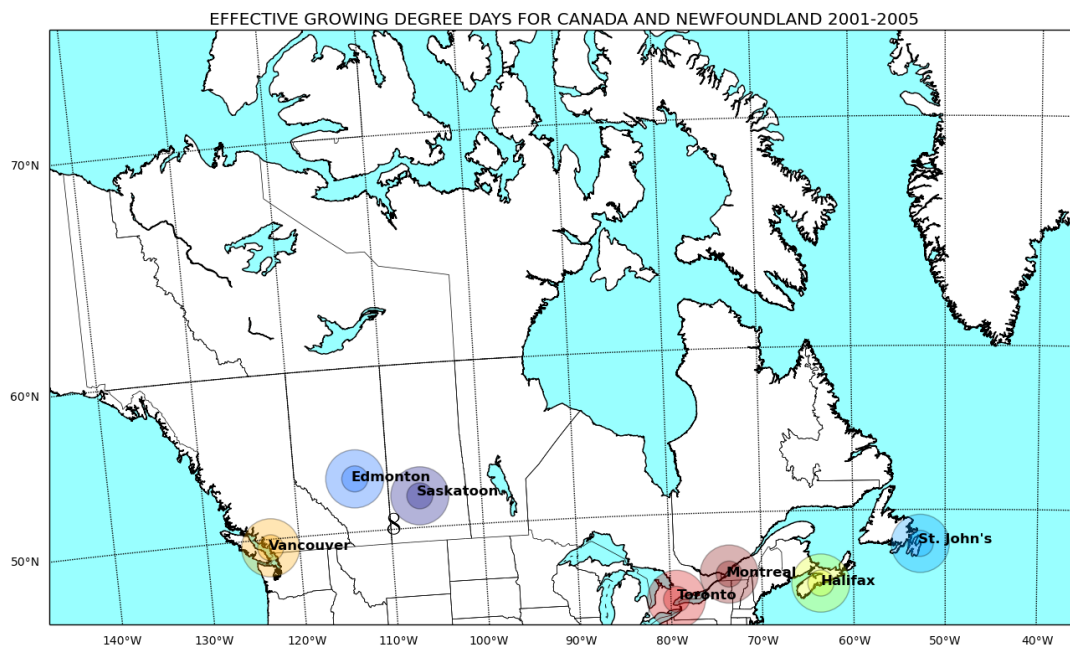 EFFECTIVE GROWING DEGREE DAYS FOR CANADA AND NEWFOUNDLAND 2001-2005
70°N
60°N
50°N
Edmonton
Saskatoon
8
Vancouver
St. John's
Montreal
Halifax
Toronto
140°W
120°W
110°W
100°W
90°W
80°W
70°W
60°W
50°W
40°W